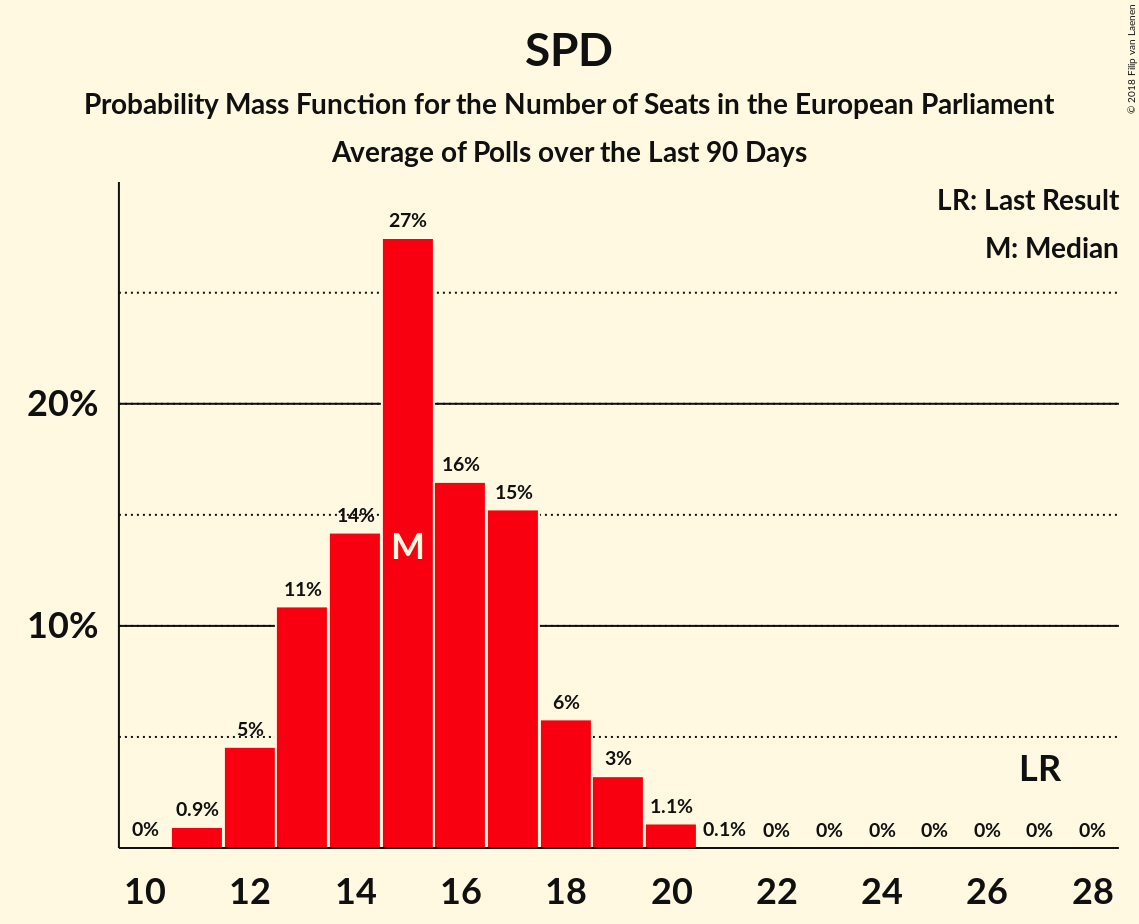 SPD
Probability Mass Function for the Number of Seats in the European Parliament
Average of Polls over the Last 90 Days
© 2018 Filip van Laenen
LR: Last Result
M: Median
27%
20%
16%
15%
14%
M
11%
10%
6%
5%
3%
LR
0.9%
1.1%
0%
0.1%
0%
0%
0%
0%
0%
0%
0%
10 12 14 16 18 20 22 24 26 28